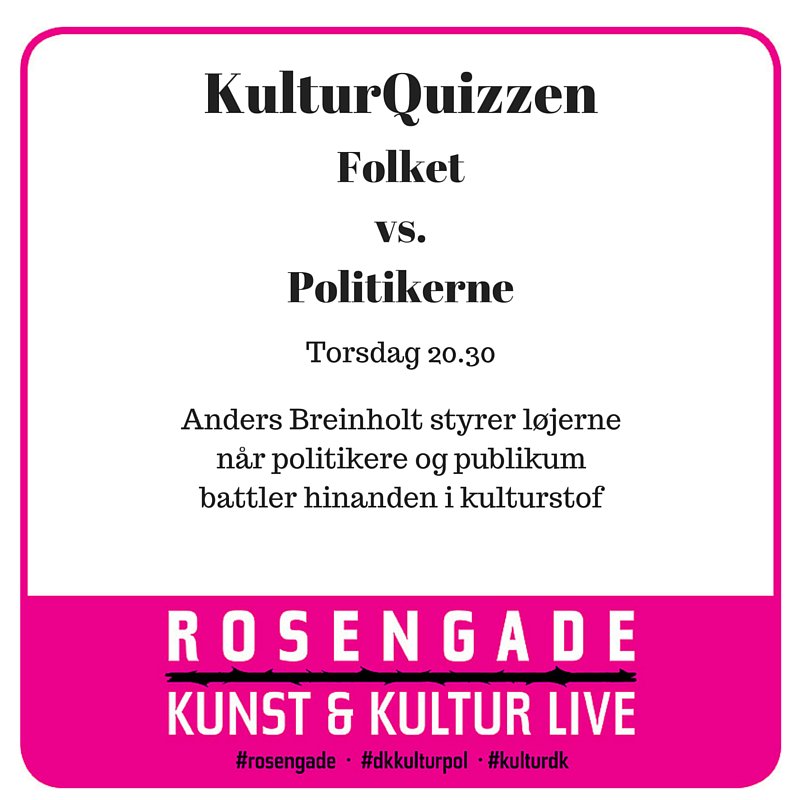 KulturQuizzen
Folket
vs.
Politikerne
Torsdag 20.30
Anders Breinholt styrer løjerne
når politikere og publikum
battler hinanden i kulturstof
ROSENGADE
KUNST & KULTUR LIVE
#rosengade · #dkkulturpol · #kulturdk